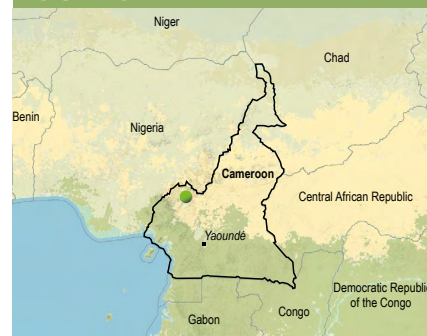 Niger
Chad
Benin
Nigeria
Cameroon
Central African Republic
Yaoundé
Democratic Republic
of the Congo
Gabon
Congo